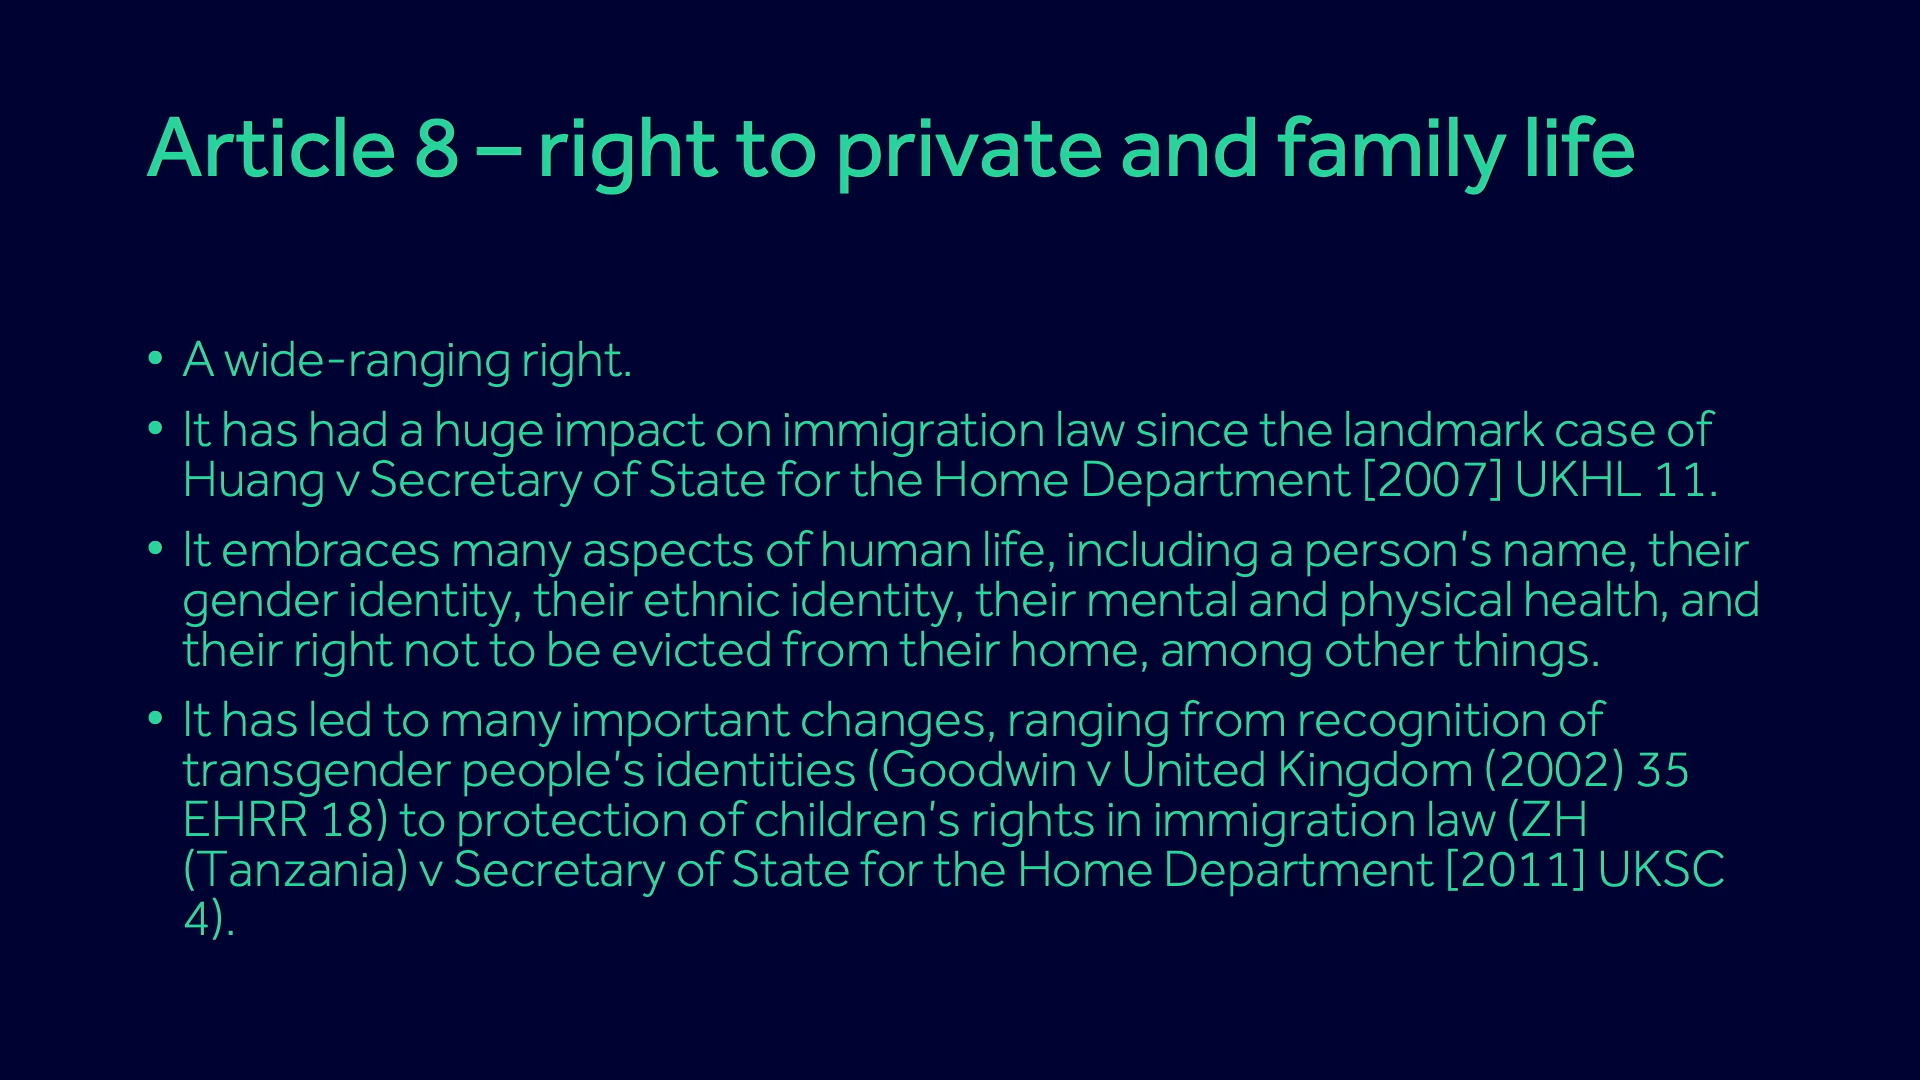 Article 8 – right to private and family life
• A wide-ranging right.
• It has had a huge impact on immigration law since the landmark case of
Huang v Secretary of State for the Home Department [2007] UKHL 11.
• It embraces many aspects of human life, including a person's name, their
gender identity, their ethnic identity, their mental and physical health, and
their right not to be evicted from their home, among other things.
• It has led to many important changes, ranging from recognition of
transgender people's identities (Goodwin v United Kingdom (2002) 35
EHRR 18) to protection of children's rights in immigration law (ZH
(Tanzania) v Secretary of State for the Home Department [2011] UKSC
4).